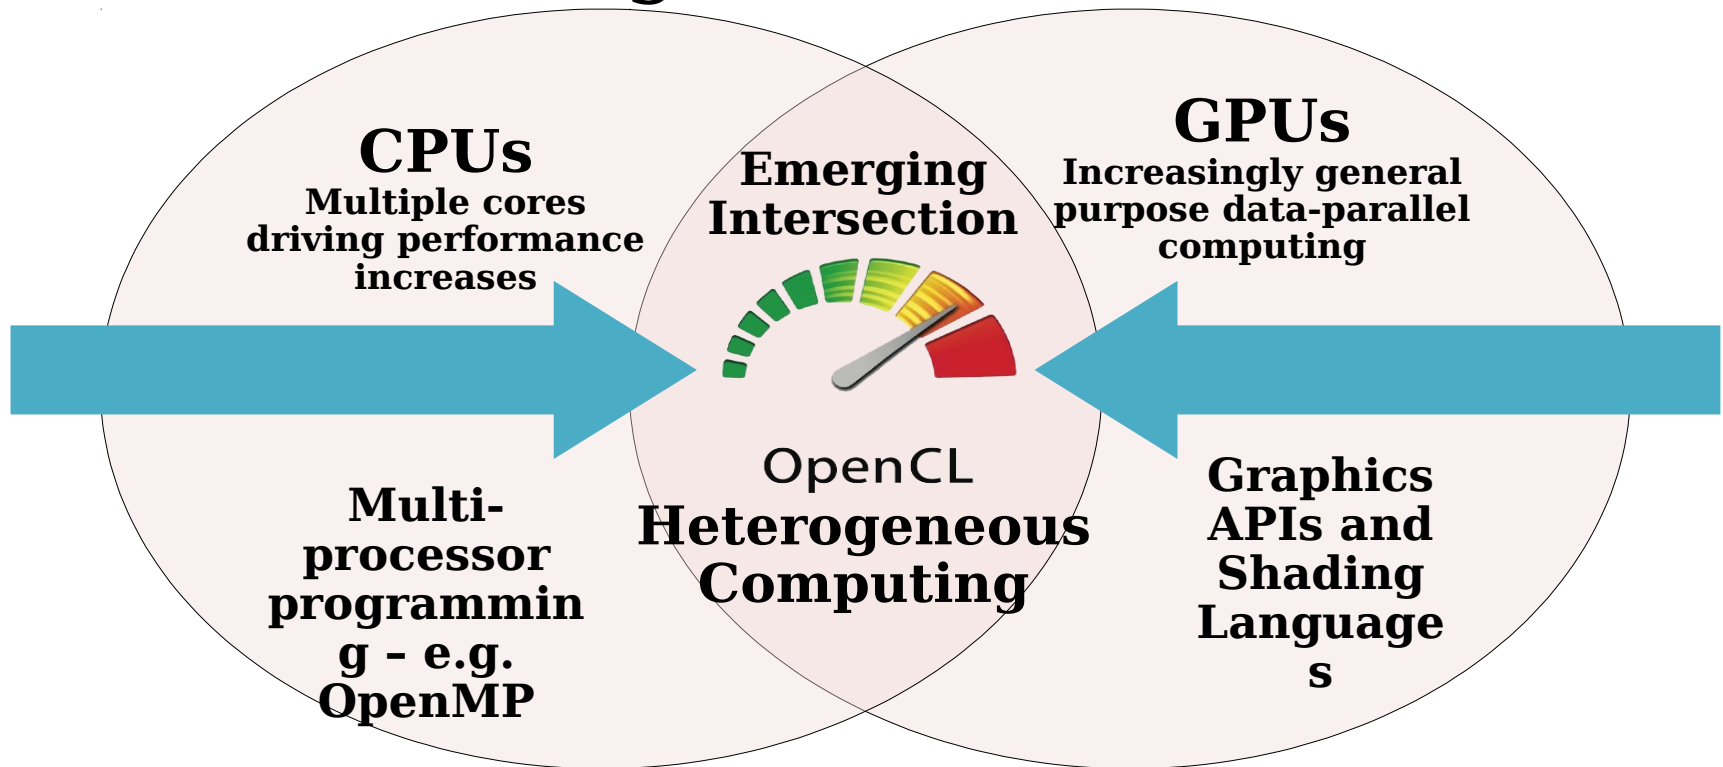 CPUs
Multiple cores
driving performance
increases
Multi-
processor
programmin
g – e.g.
OpenMP
Emerging
Intersection
OpenCL
Heterogeneous
Computing
GPUs
Increasingly general
purpose data-parallel
computing
Graphics
APIs and
Shading
Language
s